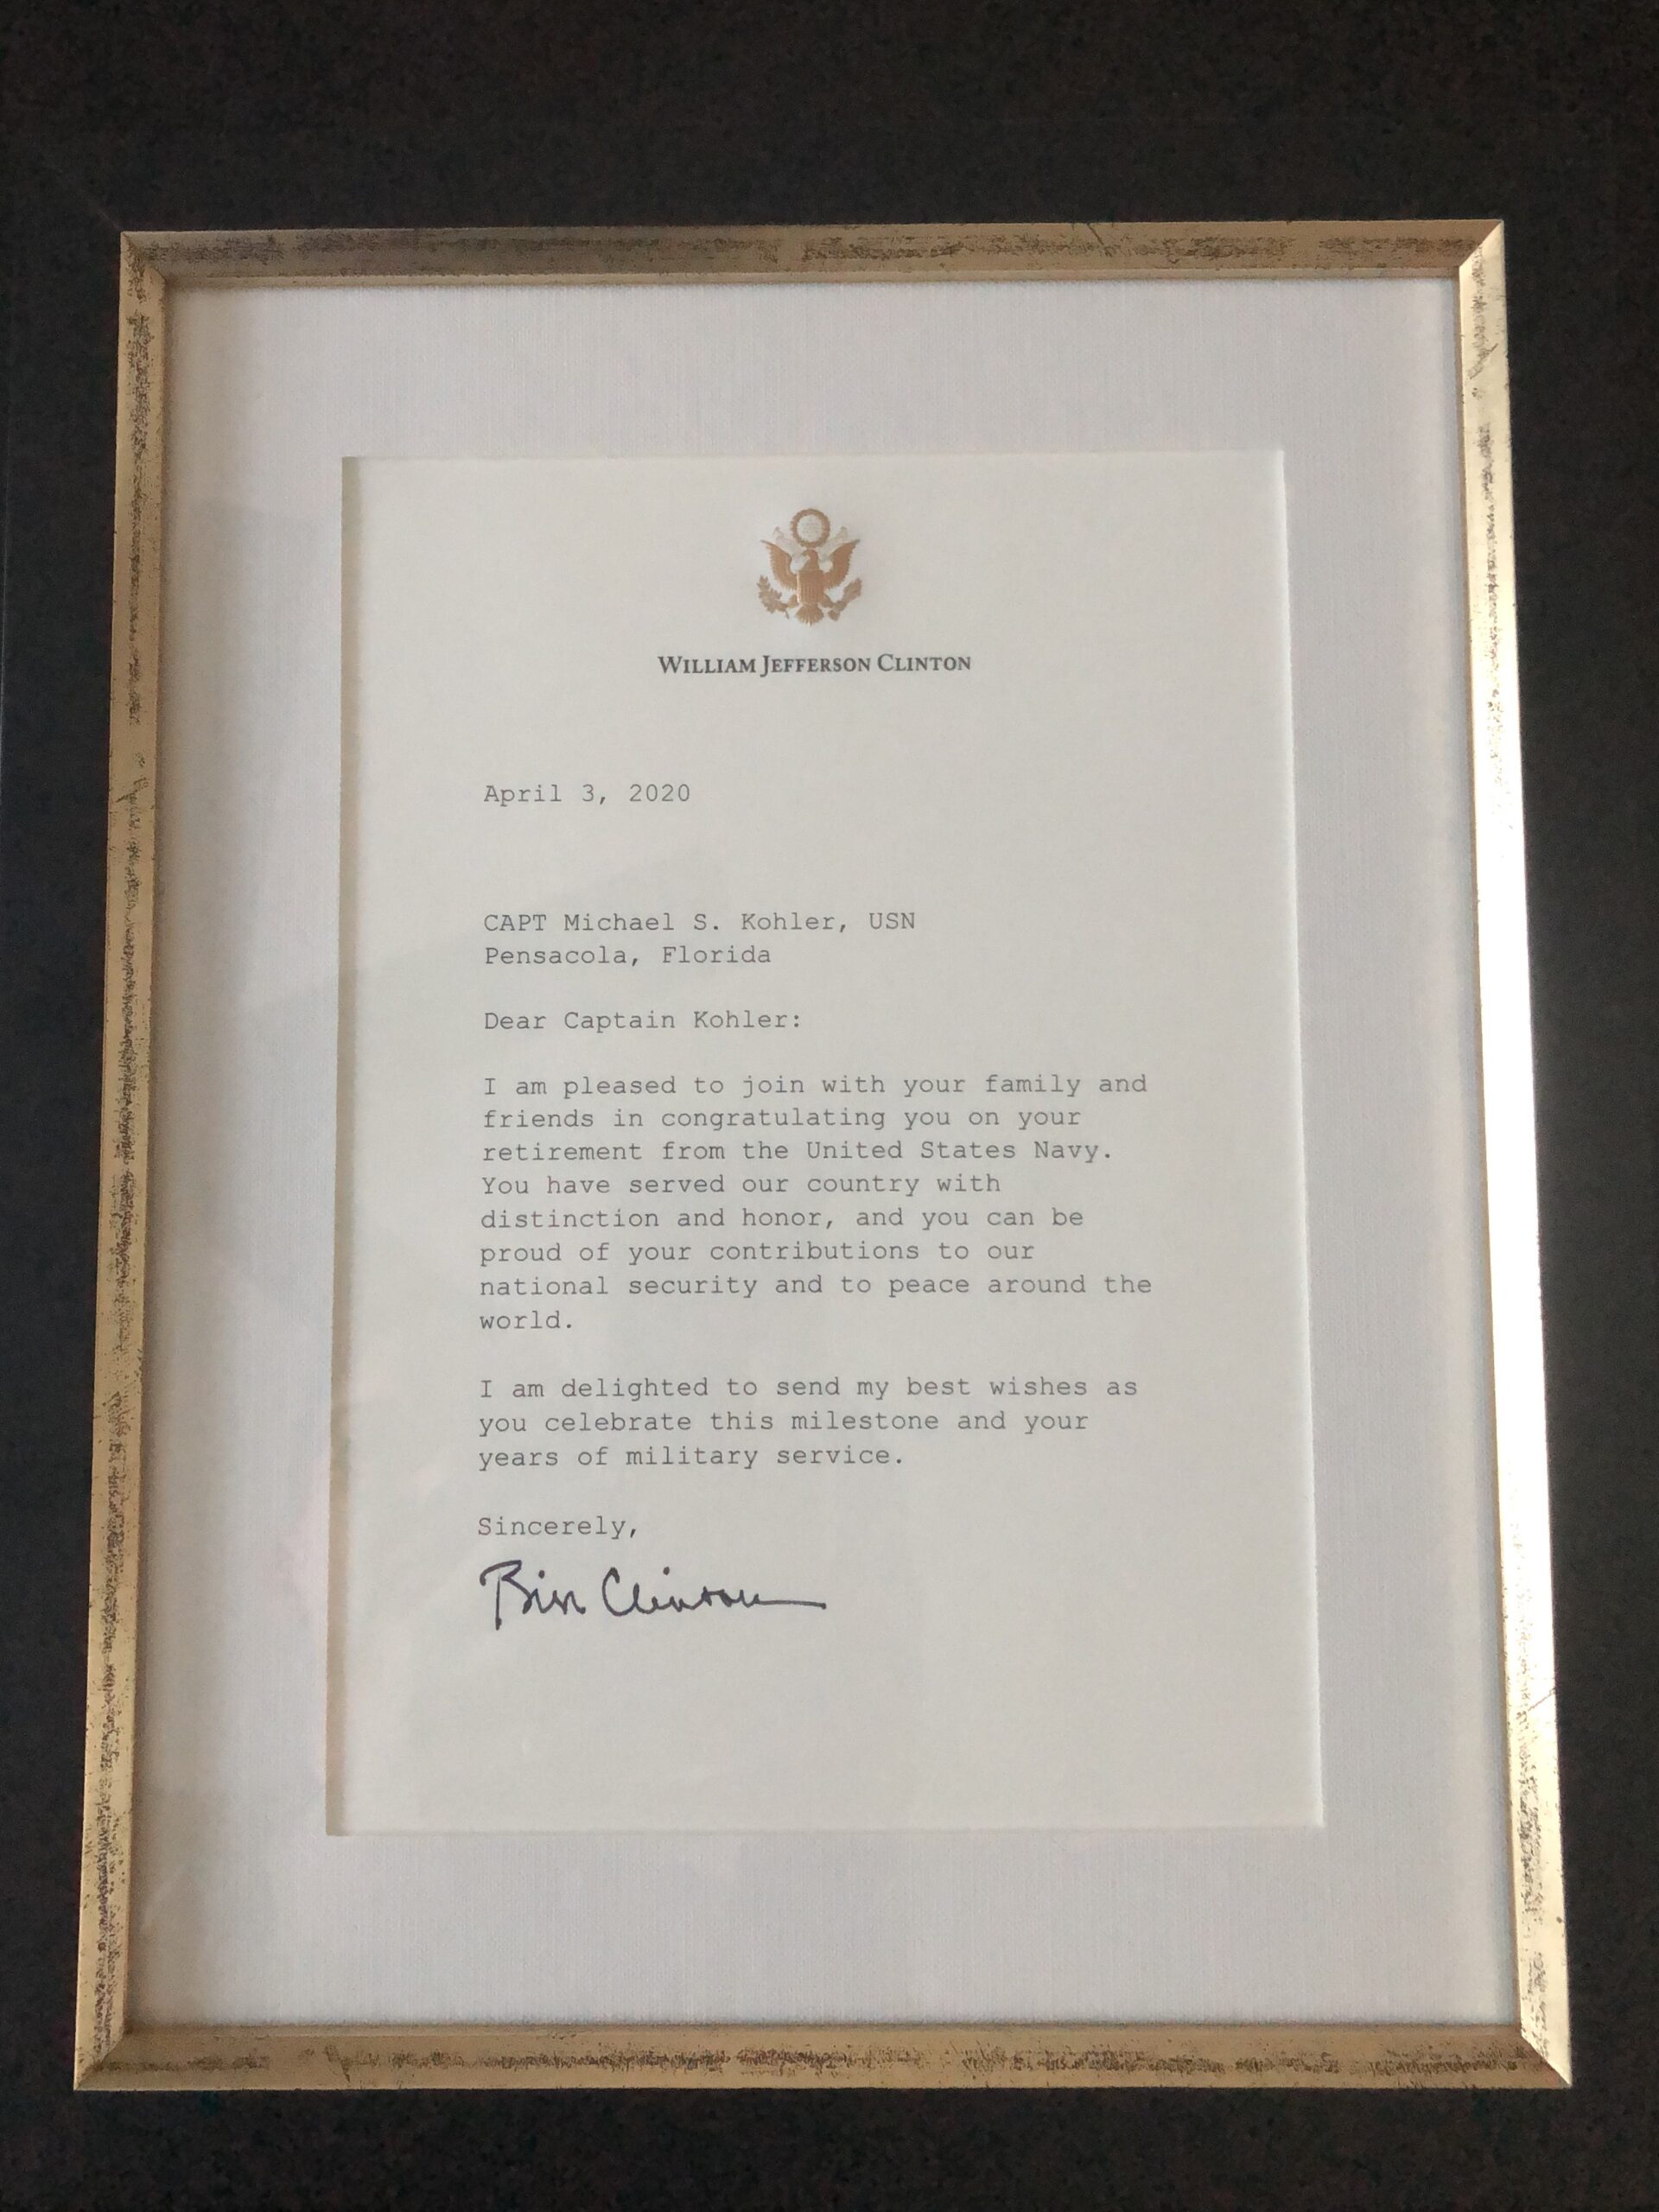 WILLIAM JEFFERSON CLINTON
April 3, 2020
CAPT Michael S. Kohler, USN
Pensacola, Florida
Dear Captain Kohler:
I am pleased to join with your family and
friends in congratulating you on your
retirement from the United States Navy.
You have served our country with
distinction and honor, and you can be
proud of your contributions to our
national security and to peace around the
world.
I am delighted to send my best wishes as
you celebrate this milestone and your
years of military service.
Sincerely,
Bill Clinton